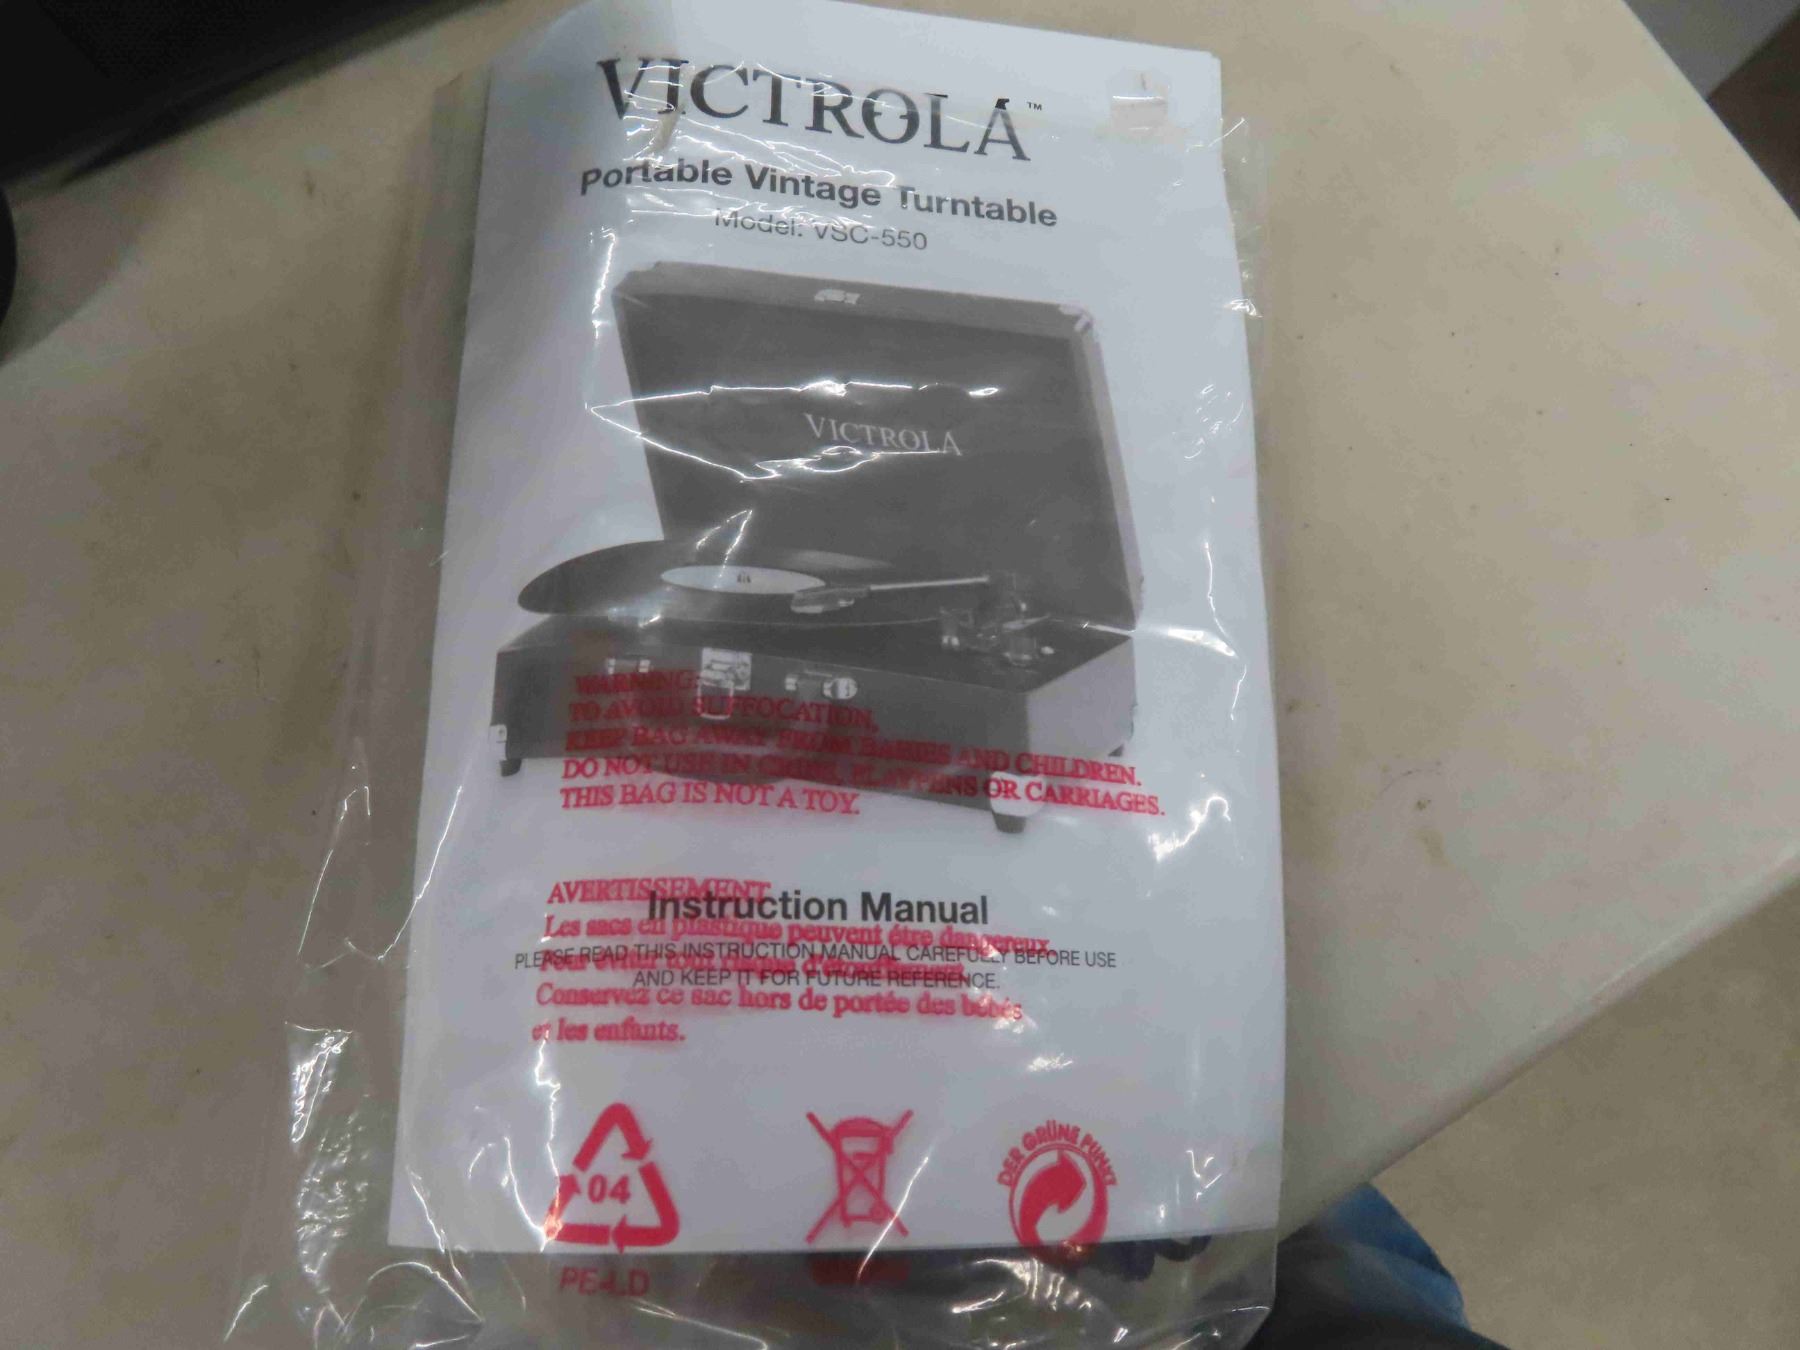 VICTROLA™
Portable Vintage Turntable
Model: VSC-550
VICTROLA
WARNING:
TO AVOID SUFFOCATION,
KEEP BAG AWAY FROM BABIES AND CHILDREN.
DO NOT USE IN CRIBS, PLAYPENS OR CARRIAGES.
THIS BAG IS NOT A TOY.
AVERTISSEMENT
Instruction Manual
Les sacs en plastique peuvent être dangereux
PLEASE READ THIS INSTRUCTION MANUAL CAREFULLY BEFORE USE
Pour éviter d'étouffement
AND KEEP IT FOR FUTURE REFERENCE.
Conservez ce sac hors de portée des bébés
et les enfants.
04
DER GRÜNE PUNKT
PE-LD